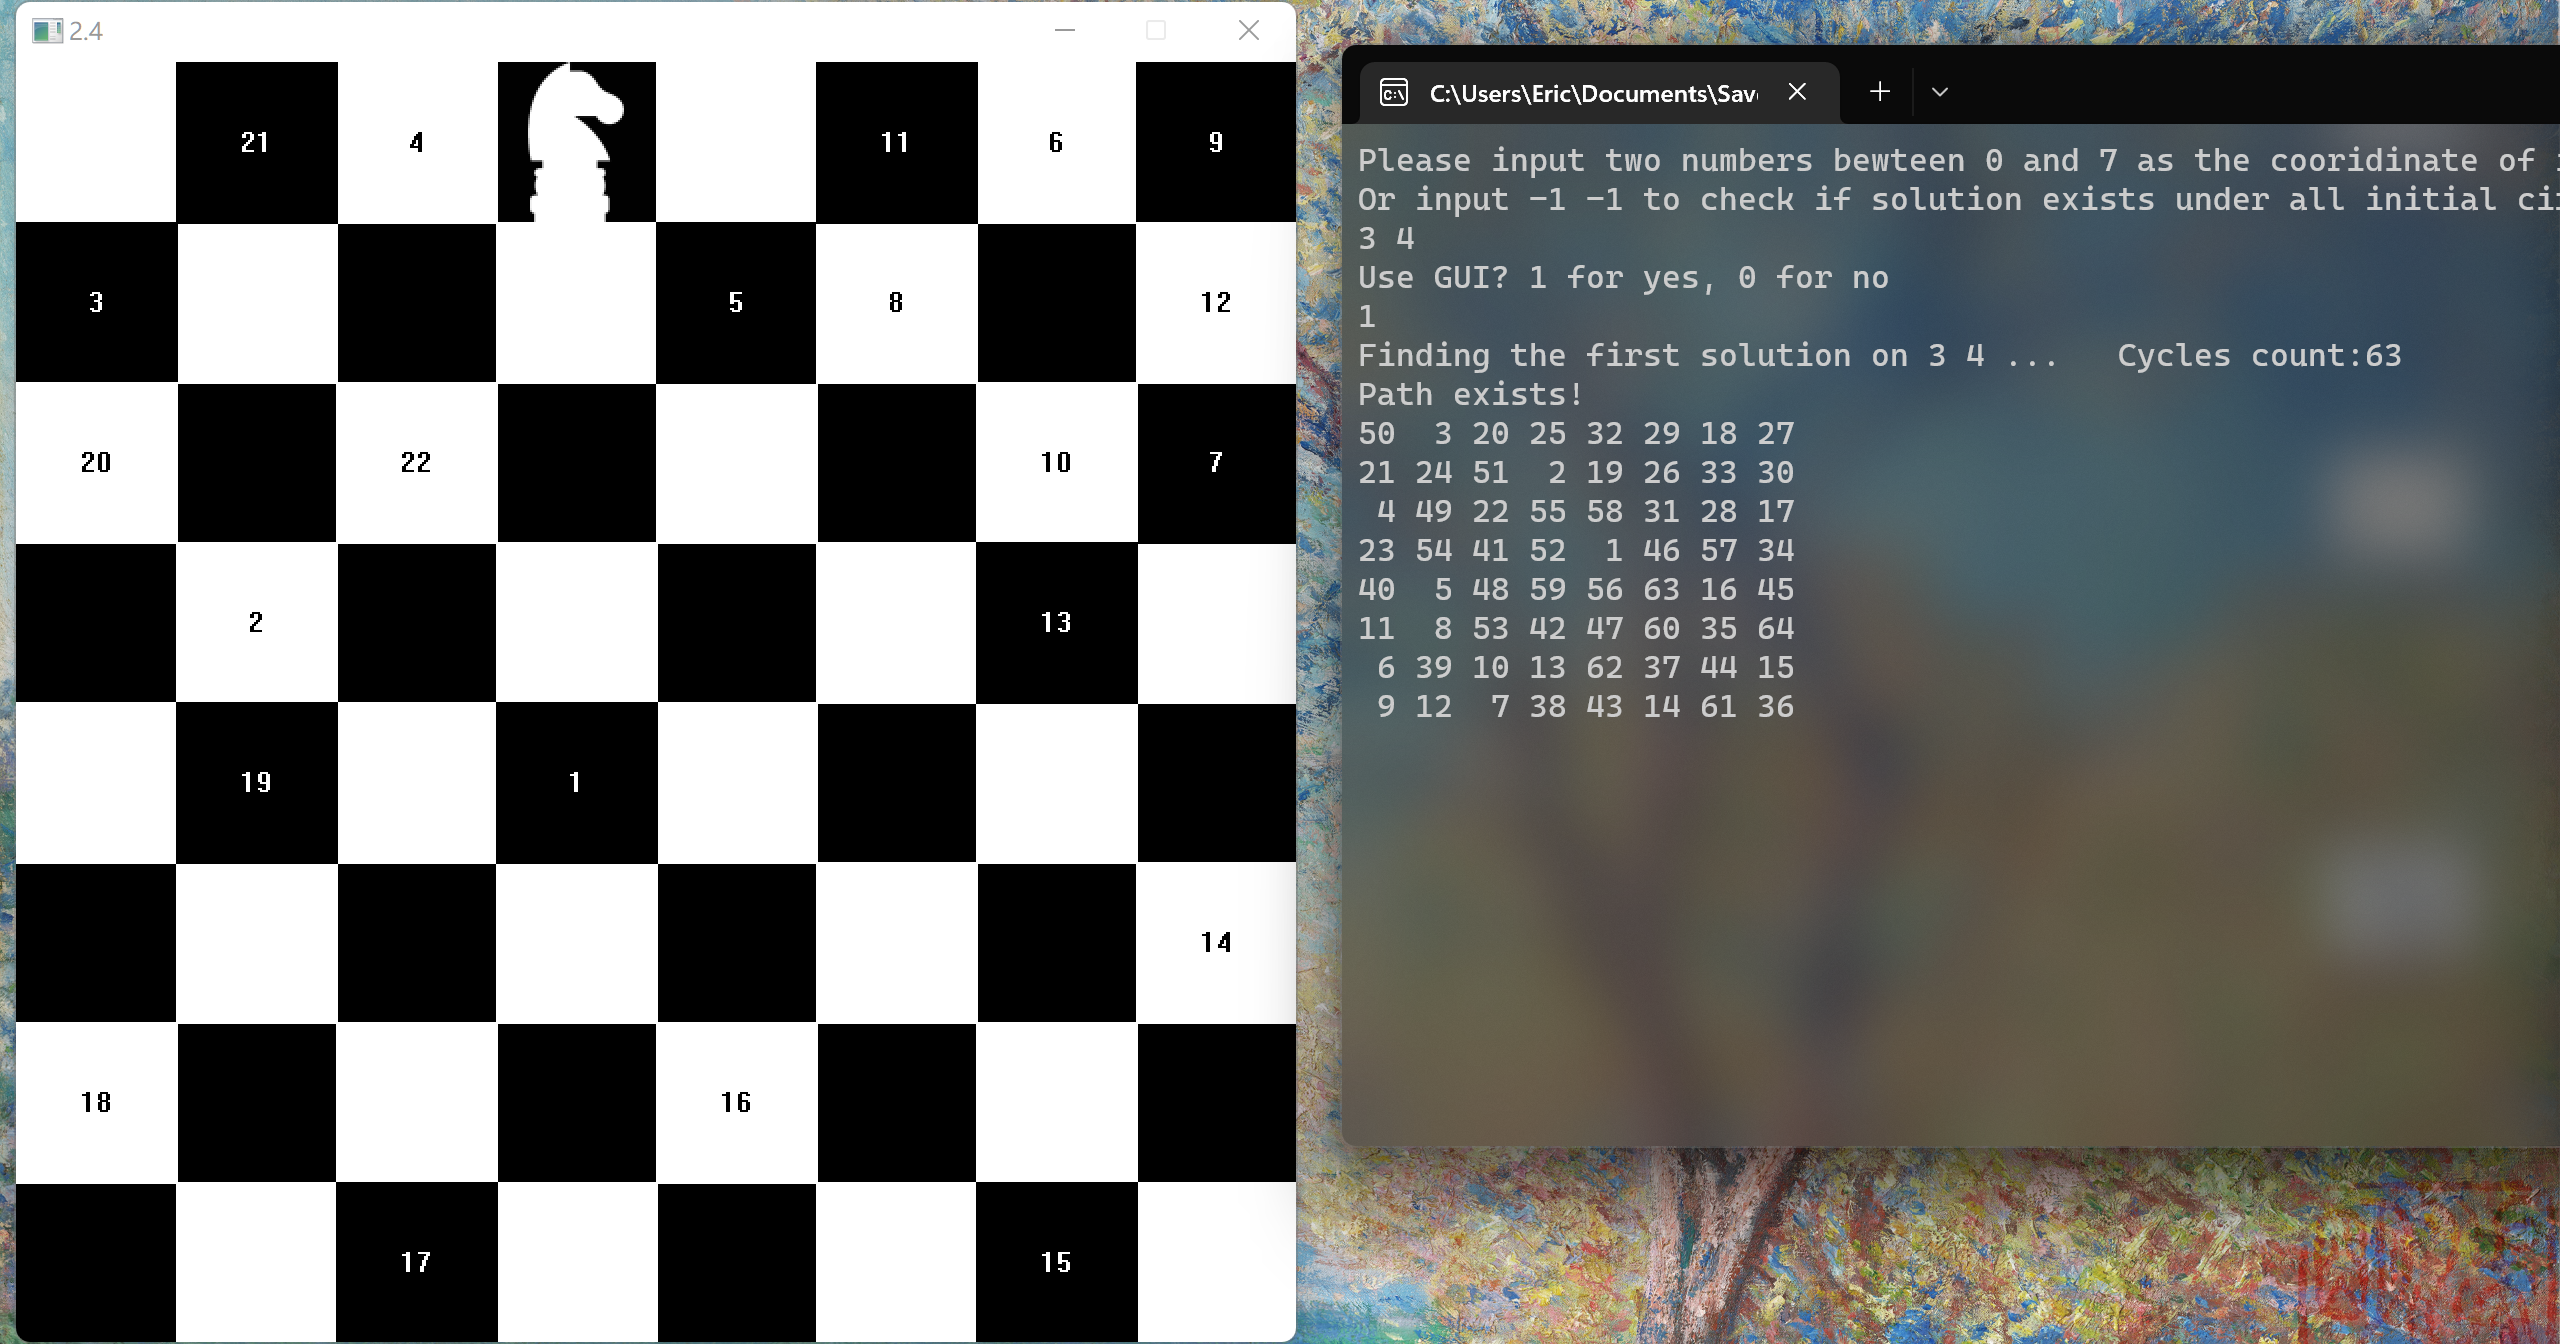 2.4
21 4 11 6 9
3 5 8 12
20 22 10 7
2 13
19 1
14
18 16
17 15
C:\Users\Eric\Documents\Sav
Please input two numbers bewteen 0 and 7 as the cooridinate of
Or input -1 -1 to check if solution exists under all initial
3 4
Use GUI? 1 for yes, 0 for no
1
Finding the first solution on 3 4 ... Cycles count:63
Path exists!
50 3 20 25 32 29 18 27
21 24 51 2 19 26 33 30
4 49 22 55 58 31 28 17
23 54 41 52 1 46 57 34
40 5 48 59 56 63 16 45
11 8 53 42 47 60 35 64
6 39 10 13 62 37 44 15
9 12 7 38 43 14 61 36